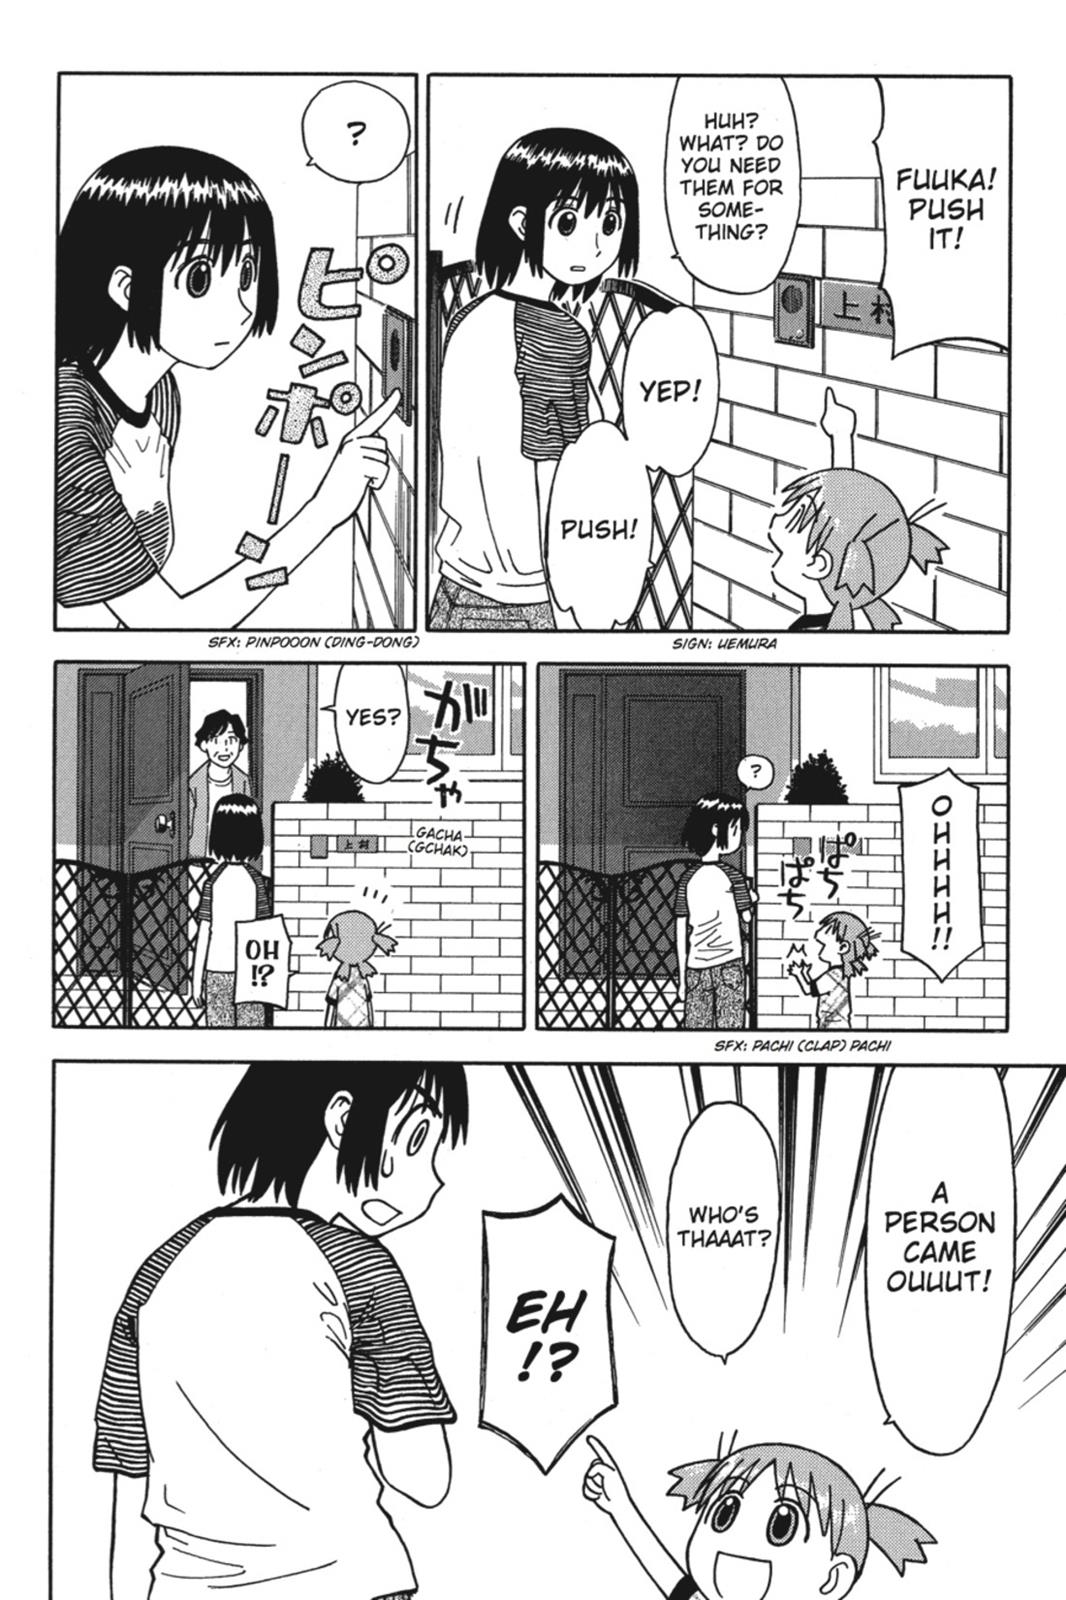 FUUKA!
PUSH
IT!
HUH?
WHAT? DO
YOU NEED
THEM FOR
SOME-
THING?
上村
YEP!
PUSH!
SIGN: UEMURA
?
ピンポーン
SFX: PINPOOON (DING-DONG)
OHHHH!!
?
ぱち
ぱち
SFX: PACHI (CLAP) PACHI
YES?
がちゃ
GACHA
(GCHAK)
上村
OH
!?
A
PERSON
CAME
OUUUT!
WHO'S
THAAAT?
EH
!?